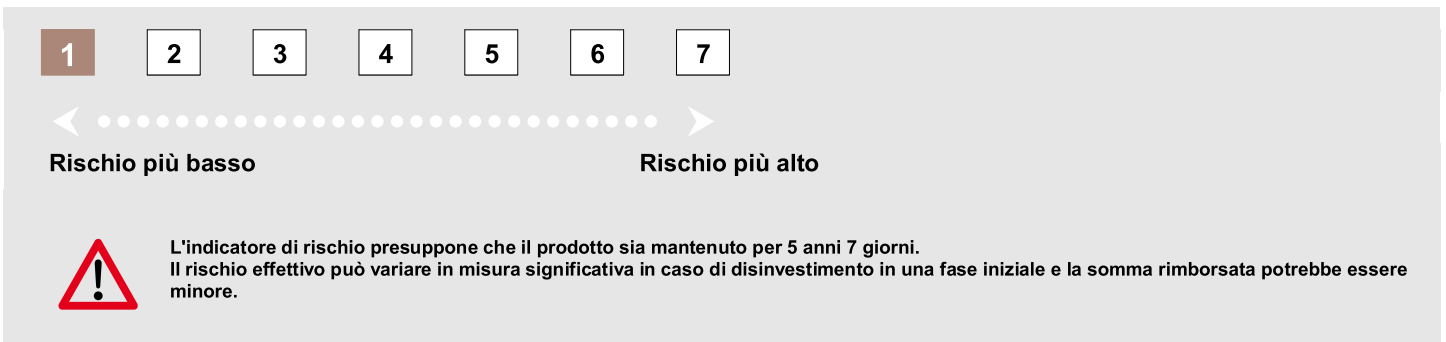 1 2 3 4 5 6 7
Rischio più basso Rischio più alto
L'indicatore di rischio presuppone che il prodotto sia mantenuto per 5 anni 7 giorni.
Il rischio effettivo può variare in misura significativa in caso di disinvestimento in una fase iniziale e la somma rimborsata potrebbe essere
minore.